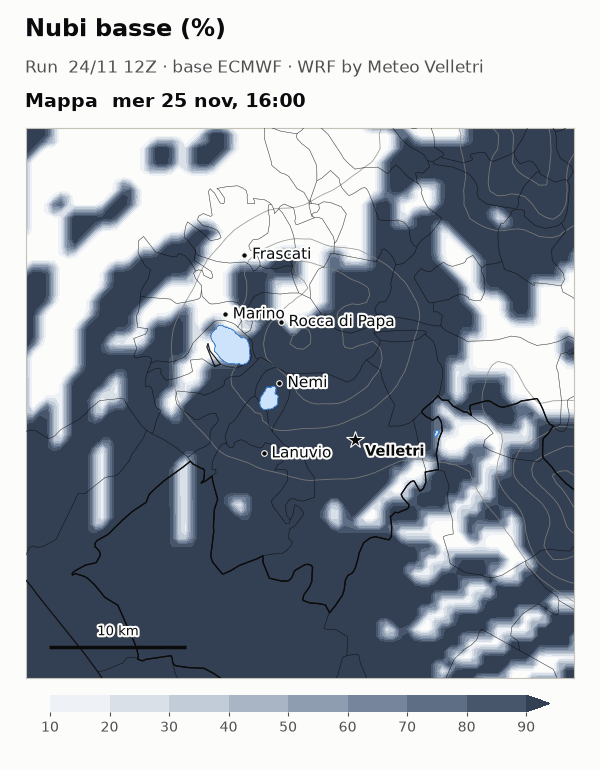 Nubi basse (%)
Run  24/11 12Z · base ECMWF · WRF by Meteo Velletri
Mappa  mer 25 nov, 16:00
Frascati
Marino
Rocca di Papa
Nemi
Velletri
Lanuvio
10 km
10 20 30 40 50 60 70 80 90